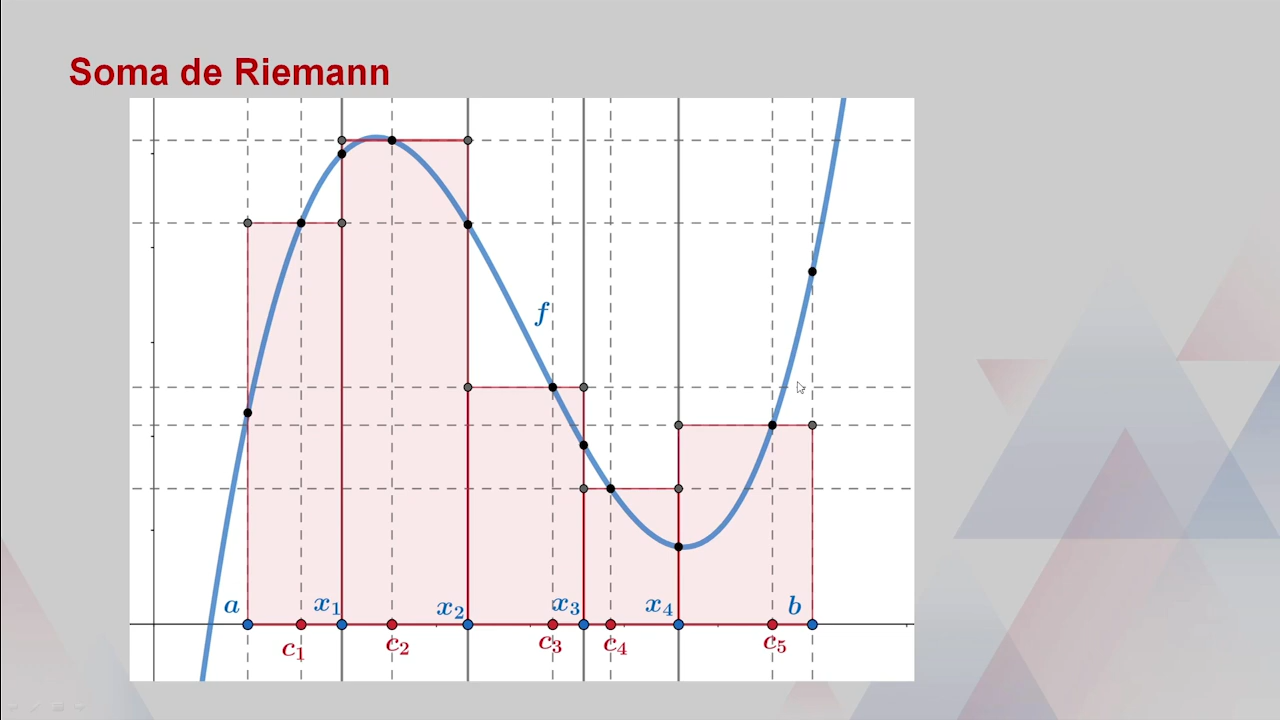 Soma de Riemann
f
a x₁ x₂ x₃ x₄ b
c₁ c₂ c₃ c₄ c₅